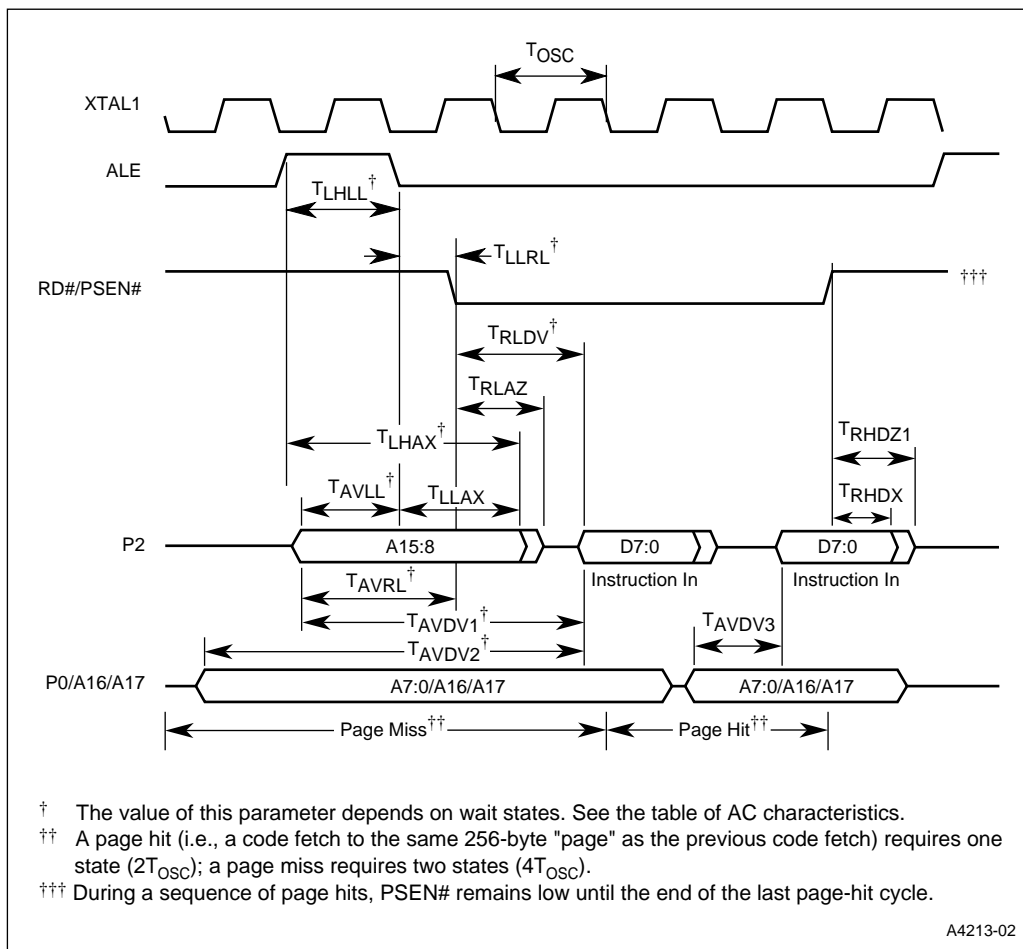 TOSC
XTAL1
ALE
TLHLL†
TLLRL†
RD#/PSEN#
†††
TRLDV†
TRLAZ
TLHAX†
TRHDZ1
TAVLL†
TLLAX
TRHDX
P2
A15:8
D7:0
D7:0
Instruction In
Instruction In
TAVRL†
TAVDV1†
TAVDV3
TAVDV2†
P0/A16/A17
A7:0/A16/A17
A7:0/A16/A17
Page Miss††
Page Hit††
† The value of this parameter depends on wait states. See the table of AC characteristics.
†† A page hit (i.e., a code fetch to the same 256-byte "page" as the previous code fetch) requires one
state (2TOSC); a page miss requires two states (4TOSC).
††† During a sequence of page hits, PSEN# remains low until the end of the last page-hit cycle.
A4213-02